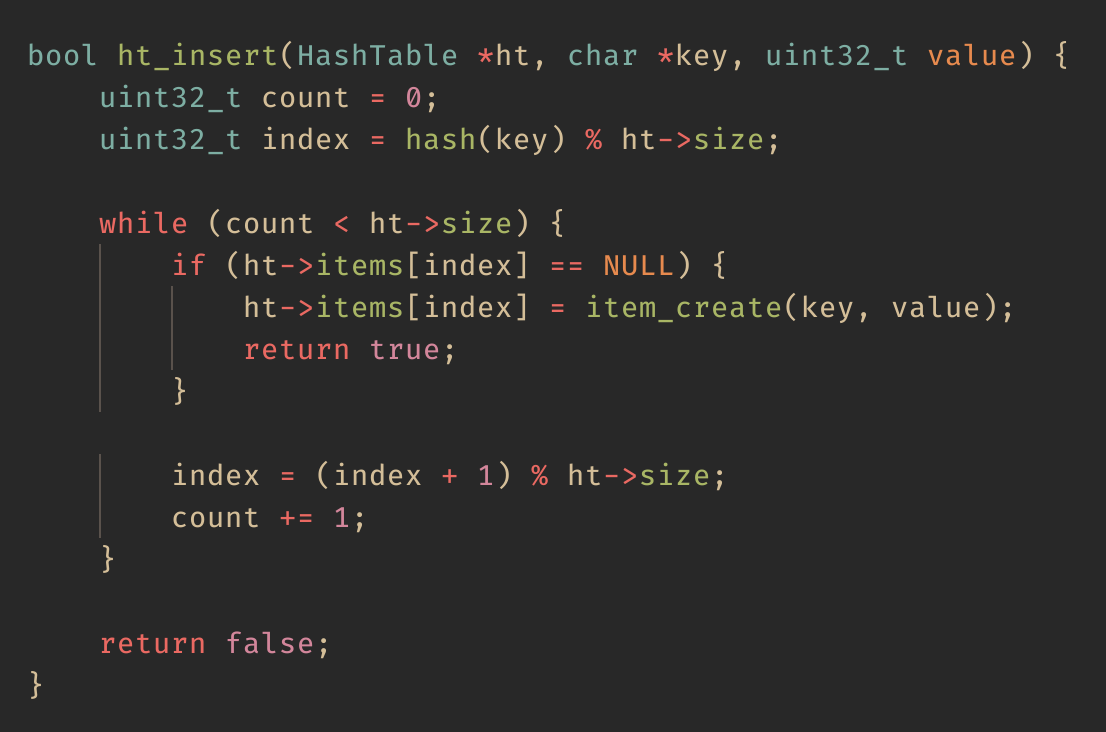 bool ht_insert(HashTable *ht, char *key, uint32_t value) {
    uint32_t count = 0;
    uint32_t index = hash(key) % ht->size;

    while (count < ht->size) {
        if (ht->items[index] == NULL) {
            ht->items[index] = item_create(key, value);
            return true;
        }

        index = (index + 1) % ht->size;
        count += 1;
    }

    return false;
}